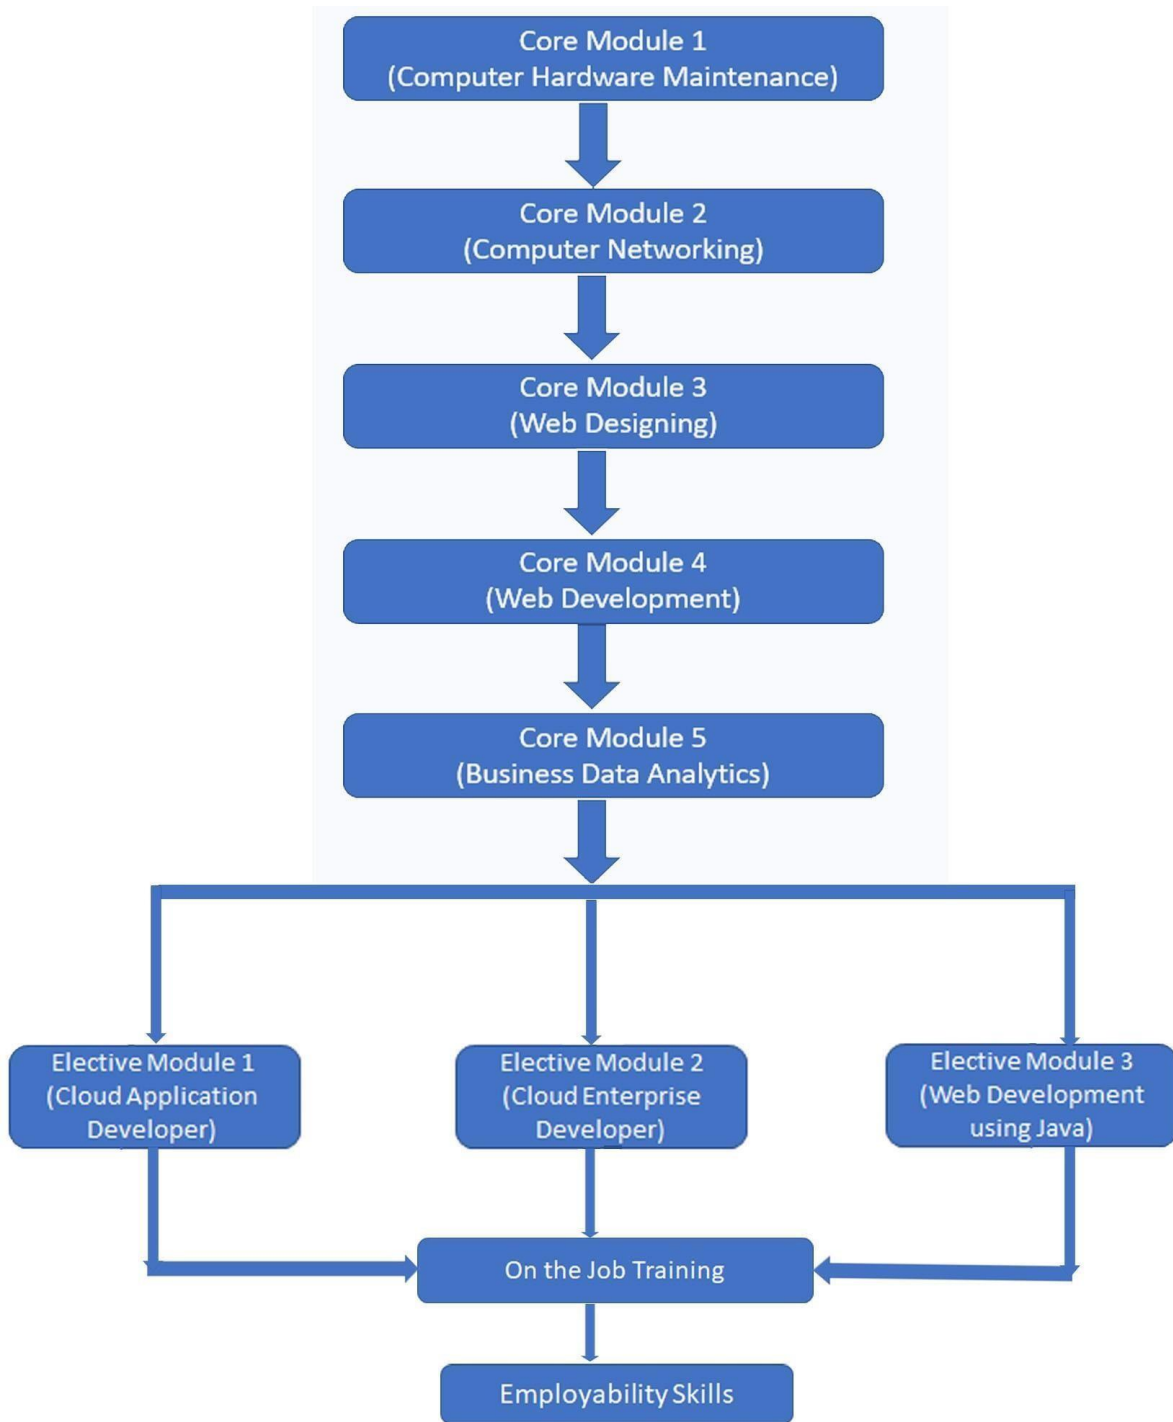 Core Module 1
(Computer Hardware Maintenance)
Core Module 2
(Computer Networking)
Core Module 3
(Web Designing)
Core Module 4
(Web Development)
Core Module 5
(Business Data Analytics)
Elective Module 1
(Cloud Application
Developer)
Elective Module 2
(Cloud Enterprise
Developer)
Elective Module 3
(Web Development
using Java)
On the Job Training
Employability Skills